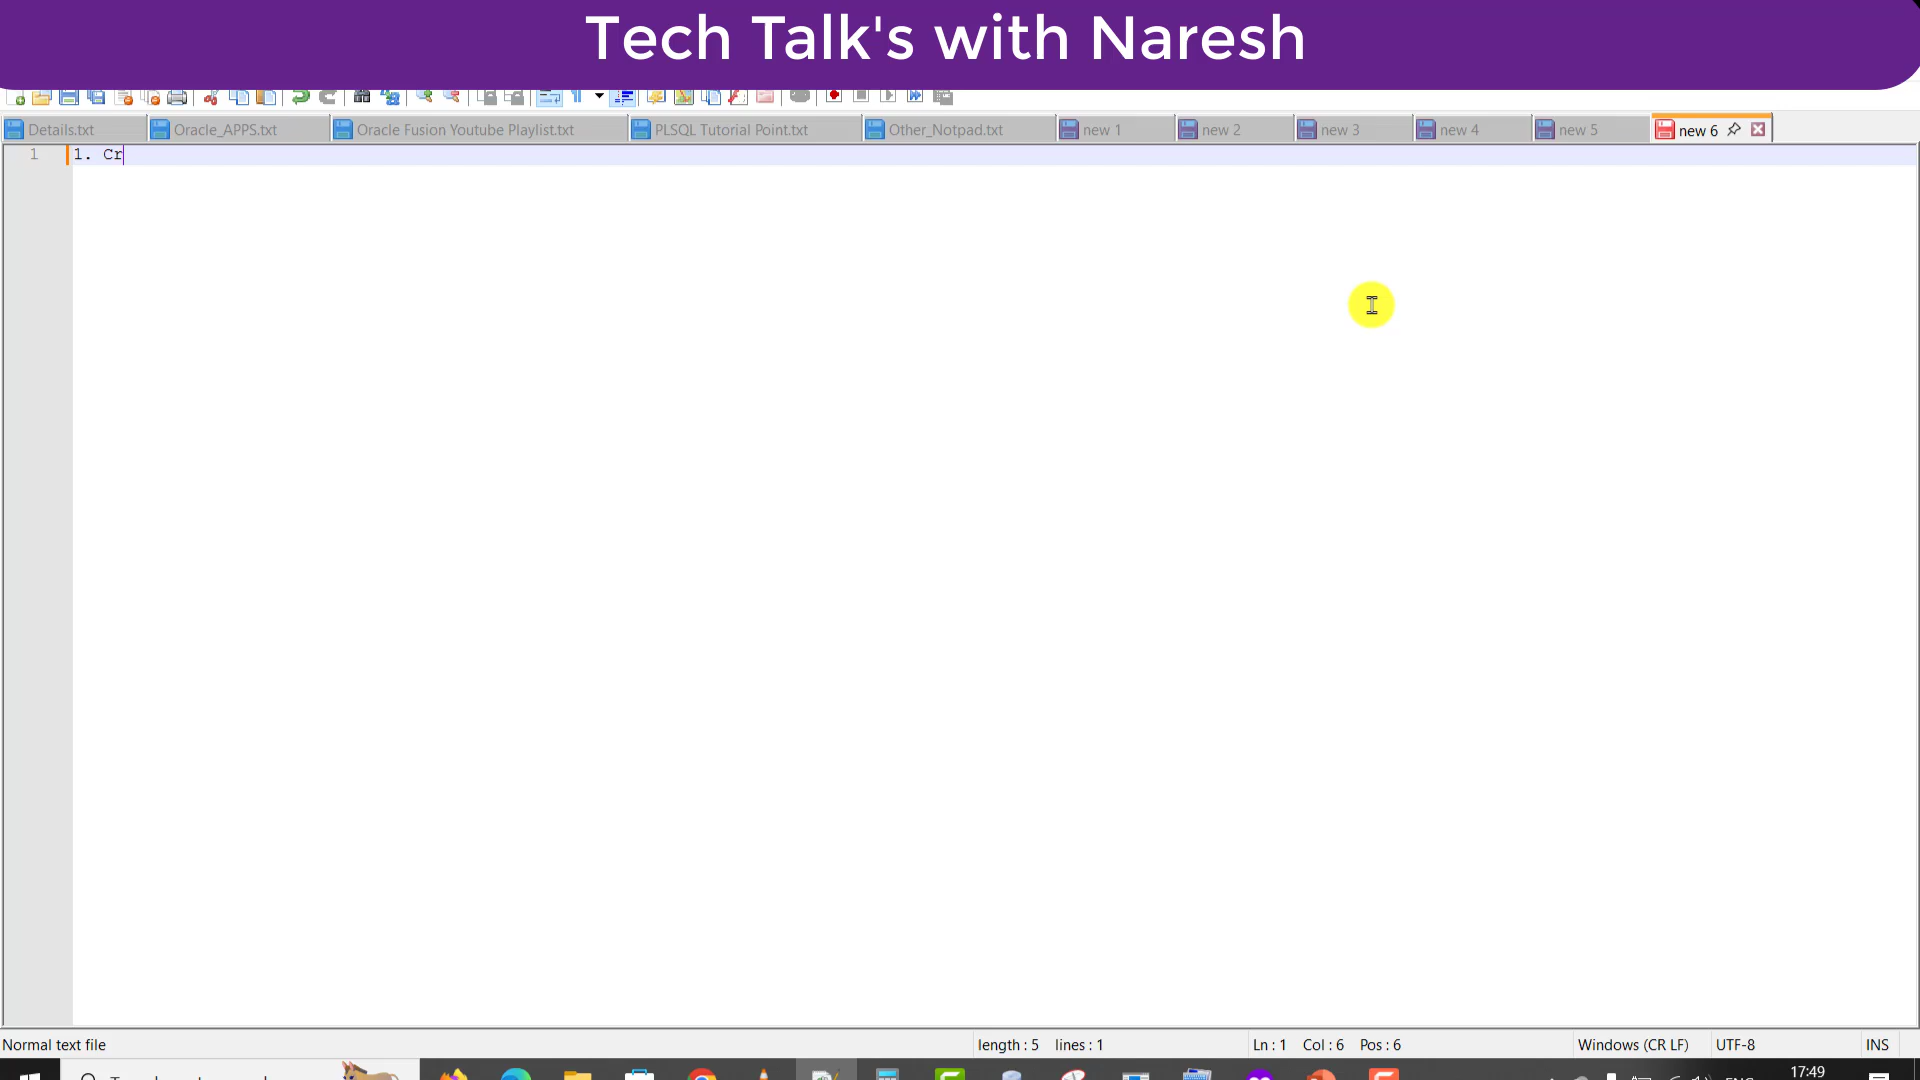 Tech Talk's with Naresh
Details.txt Oracle_APPS.txt Oracle Fusion Youtube Playlist.txt PLSQL Tutorial Point.txt Other_Notpad.txt new 1 new 2 new 3 new 4 new 5 new 6
1 1. Cr
Normal text file length : 5 lines : 1 Ln : 1 Col : 6 Pos : 6 Windows (CR LF) UTF-8 INS
17:49